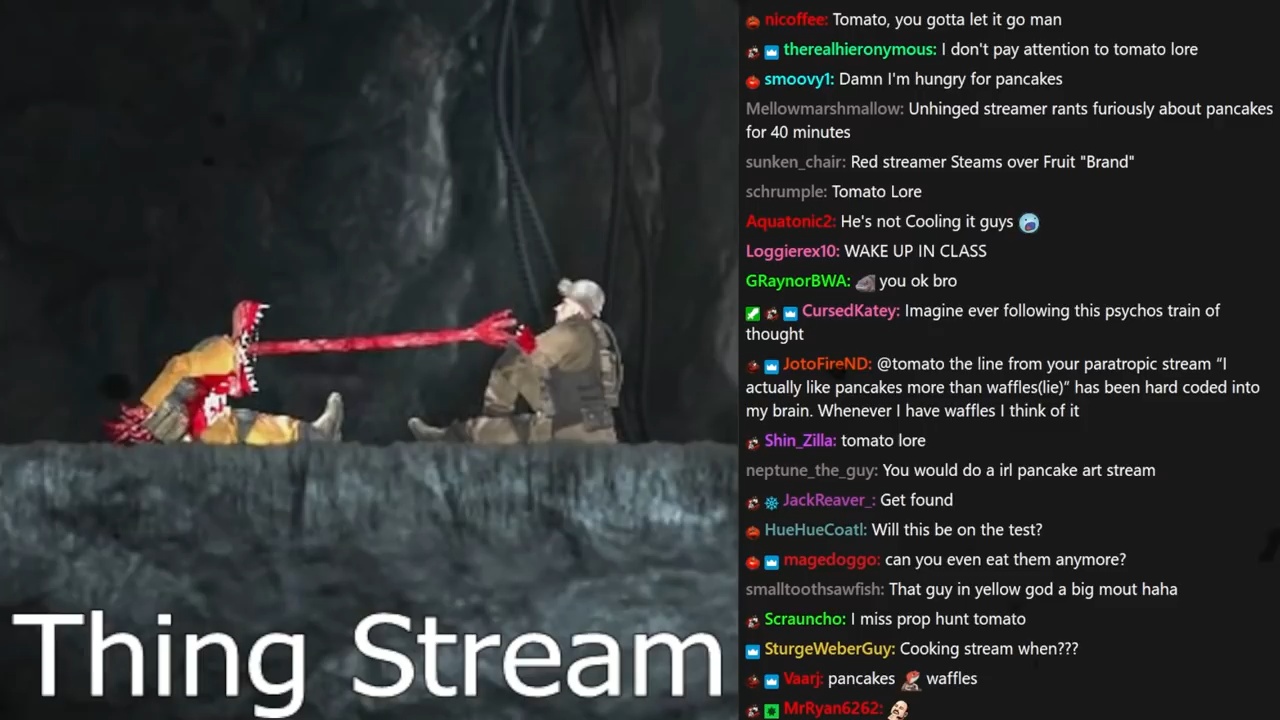 nicoffee: Tomato, you gotta let it go man
therealhieronymous: I don't pay attention to tomato lore
smoovy1: Damn I'm hungry for pancakes
Mellowmarshmallow: Unhinged streamer rants furiously about pancakes
for 40 minutes
sunken_chair: Red streamer Steams over Fruit "Brand"
schrumple: Tomato Lore
Aquatonic2: He's not Cooling it guys
Loggierex10: WAKE UP IN CLASS
GRaynorBWA: you ok bro
CursedKatey: Imagine ever following this psychos train of
thought
JotoFireND: @tomato the line from your paratropic stream “I
actually like pancakes more than waffles(lie)” has been hard coded into
my brain. Whenever I have waffles I think of it
Shin_Zilla: tomato lore
neptune_the_guy: You would do a irl pancake art stream
JackReaver_: Get found
HueHueCoatl: Will this be on the test?
magedoggo: can you even eat them anymore?
smalltoothsawfish: That guy in yellow god a big mout haha
Scrauncho: I miss prop hunt tomato
SturgeWeberGuy: Cooking stream when???
Vaarj: pancakes waffles
MrRyan6262:
Thing Stream